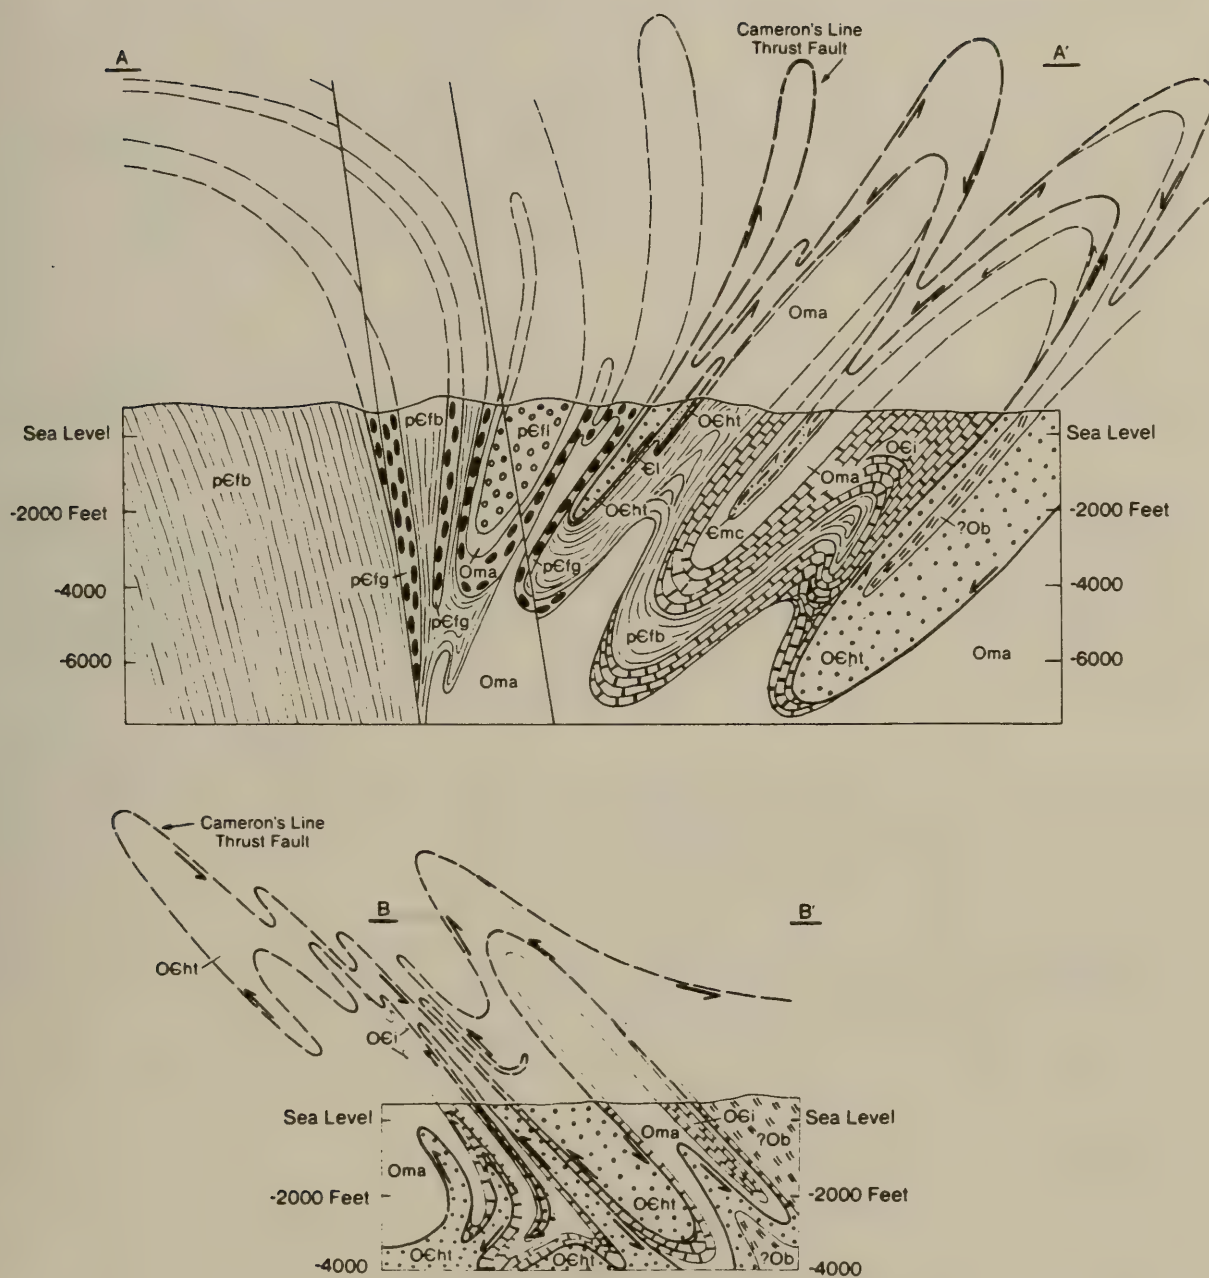 Cameron's Line
Thrust Fault
A
A'
Oma
Sea Level
pЄfb
pЄfl
OЄht
Sea Level
pЄfb
Єl
OЄi
Oma
-2000 Feet
OЄht
-2000 Feet
Єmc
?Ob
pЄfg
Oma
pЄfg
-4000
-4000
pЄfg
pЄfb
OЄht
-6000
Oma
Oma
-6000
Cameron's Line
Thrust Fault
B
B'
OЄht
OЄi
Sea Level
OЄi
Sea Level
Oma
?Ob
Oma
-2000 Feet
OЄht
-2000 Feet
OЄht
OЄht
?Ob
-4000
-4000